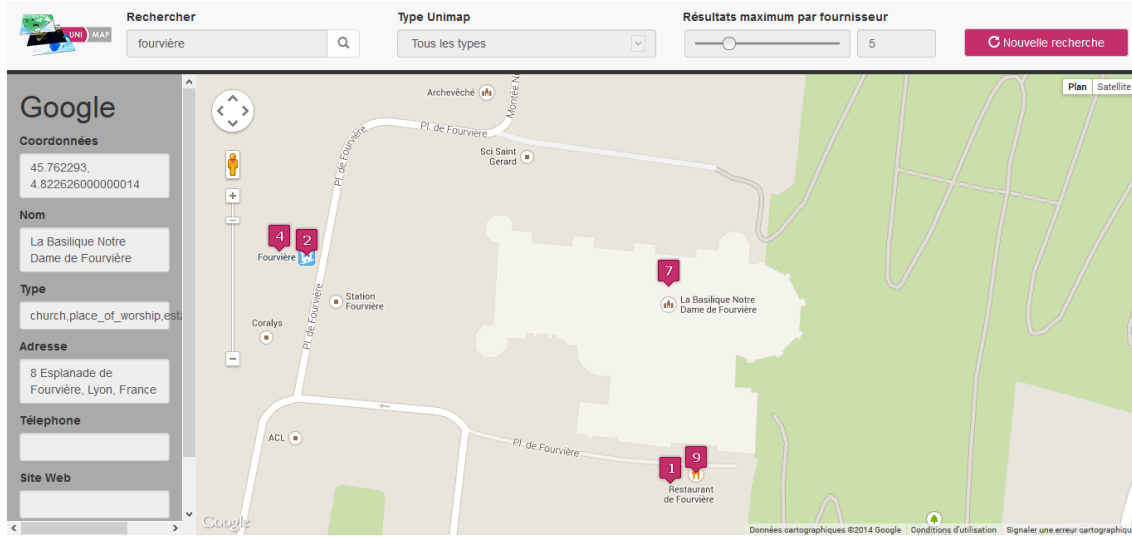 UNI MAP
Rechercher
fourvière
Type Unimap
Tous les types
Résultats maximum par fournisseur
5
Nouvelle recherche
Google
Coordonnées
45.762293,
4.822626000000014
Nom
La Basilique Notre
Dame de Fourvière
Type
church,place_of_worship,est
Adresse
8 Esplanade de
Fourvière, Lyon, France
Télephone
Site Web
Plan Satellite
Archevêché
Montée N
Pl. de Fourvière
Pl. de Fourvière
Sci Saint
Gerard
4
2
Fourvière
Station
Fourvière
Pl. de Fourvière
Coralys
7
La Basilique Notre
Dame de Fourvière
ACL
Pl. de Fourvière
1
9
Restaurant
de Fourvière
Google
Données cartographiques ©2014 Google Conditions d'utilisation Signaler une erreur cartographiqu